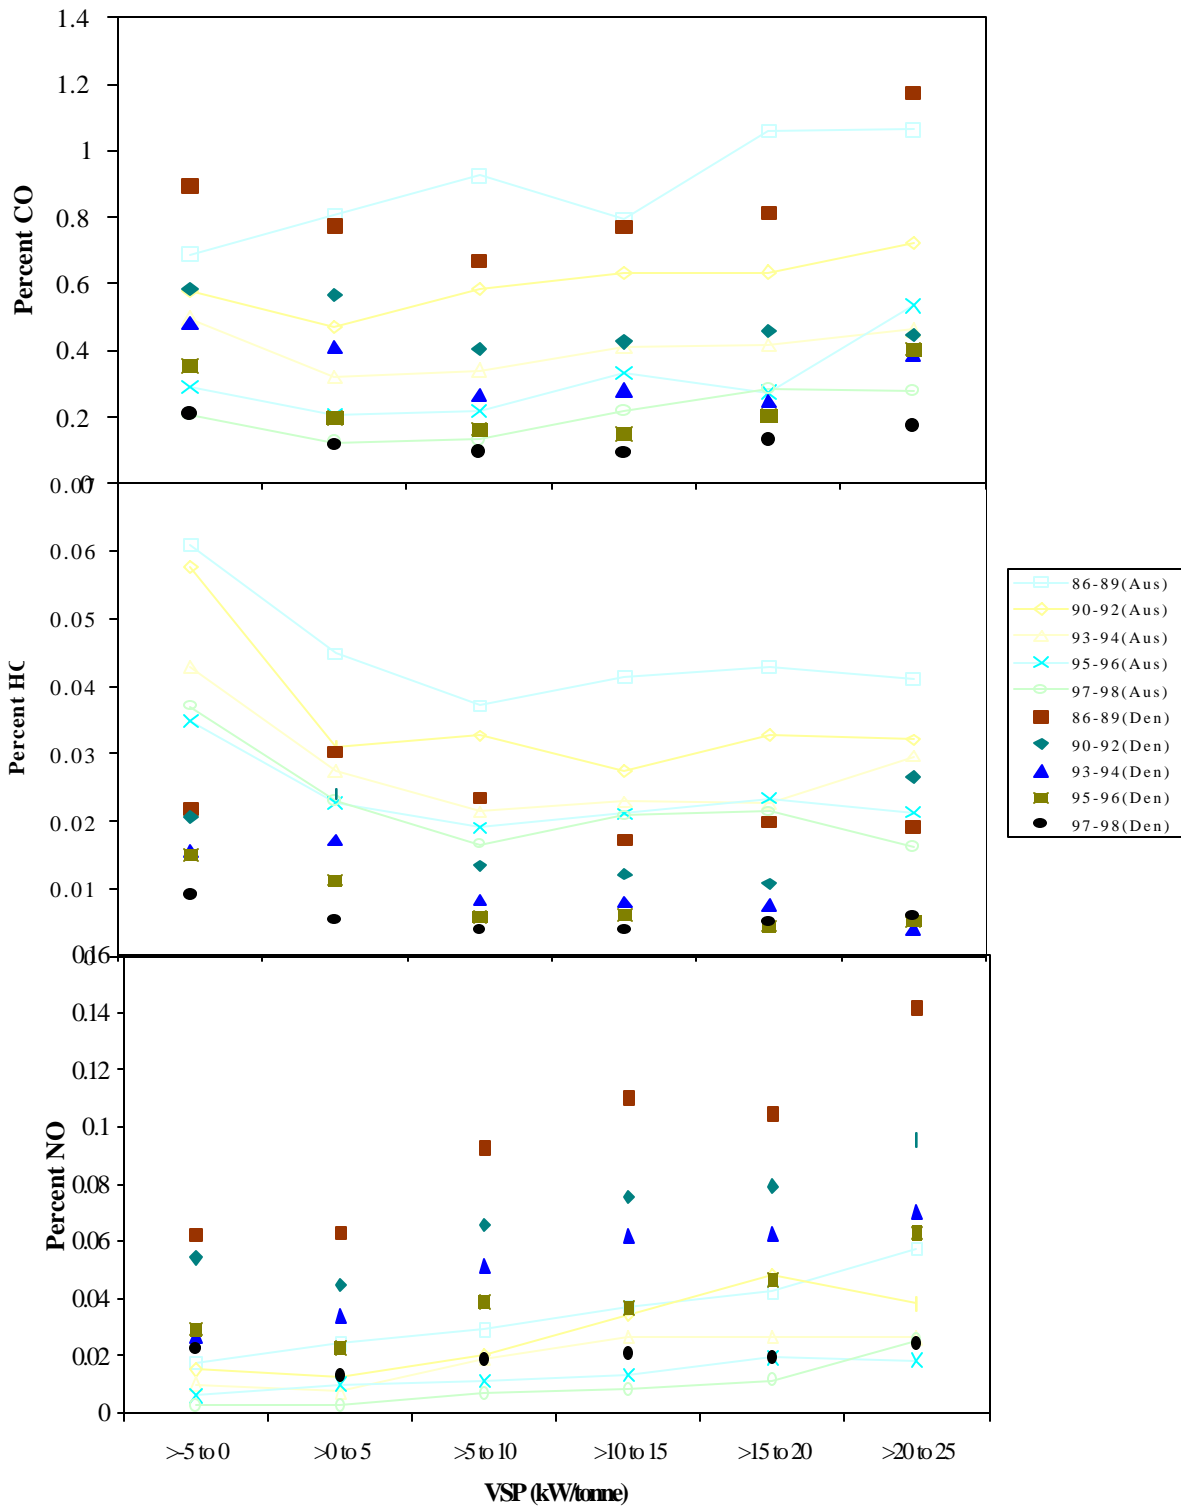 1.4
1.2
1
0.8
0.6
0.4
0.2
0
Percent CO
0.07
0.06
0.05
0.04
0.03
0.02
0.01
0
Percent HC
0.16
0.14
0.12
0.1
0.08
0.06
0.04
0.02
0
Percent NO
>-5 to 0 >0 to 5 >5 to 10 >10 to 15 >15 to 20 >20 to 25
VSP (kW/tonne)
86-89(Aus)
90-92(Aus)
93-94(Aus)
95-96(Aus)
97-98(Aus)
86-89(Den)
90-92(Den)
93-94(Den)
95-96(Den)
97-98(Den)